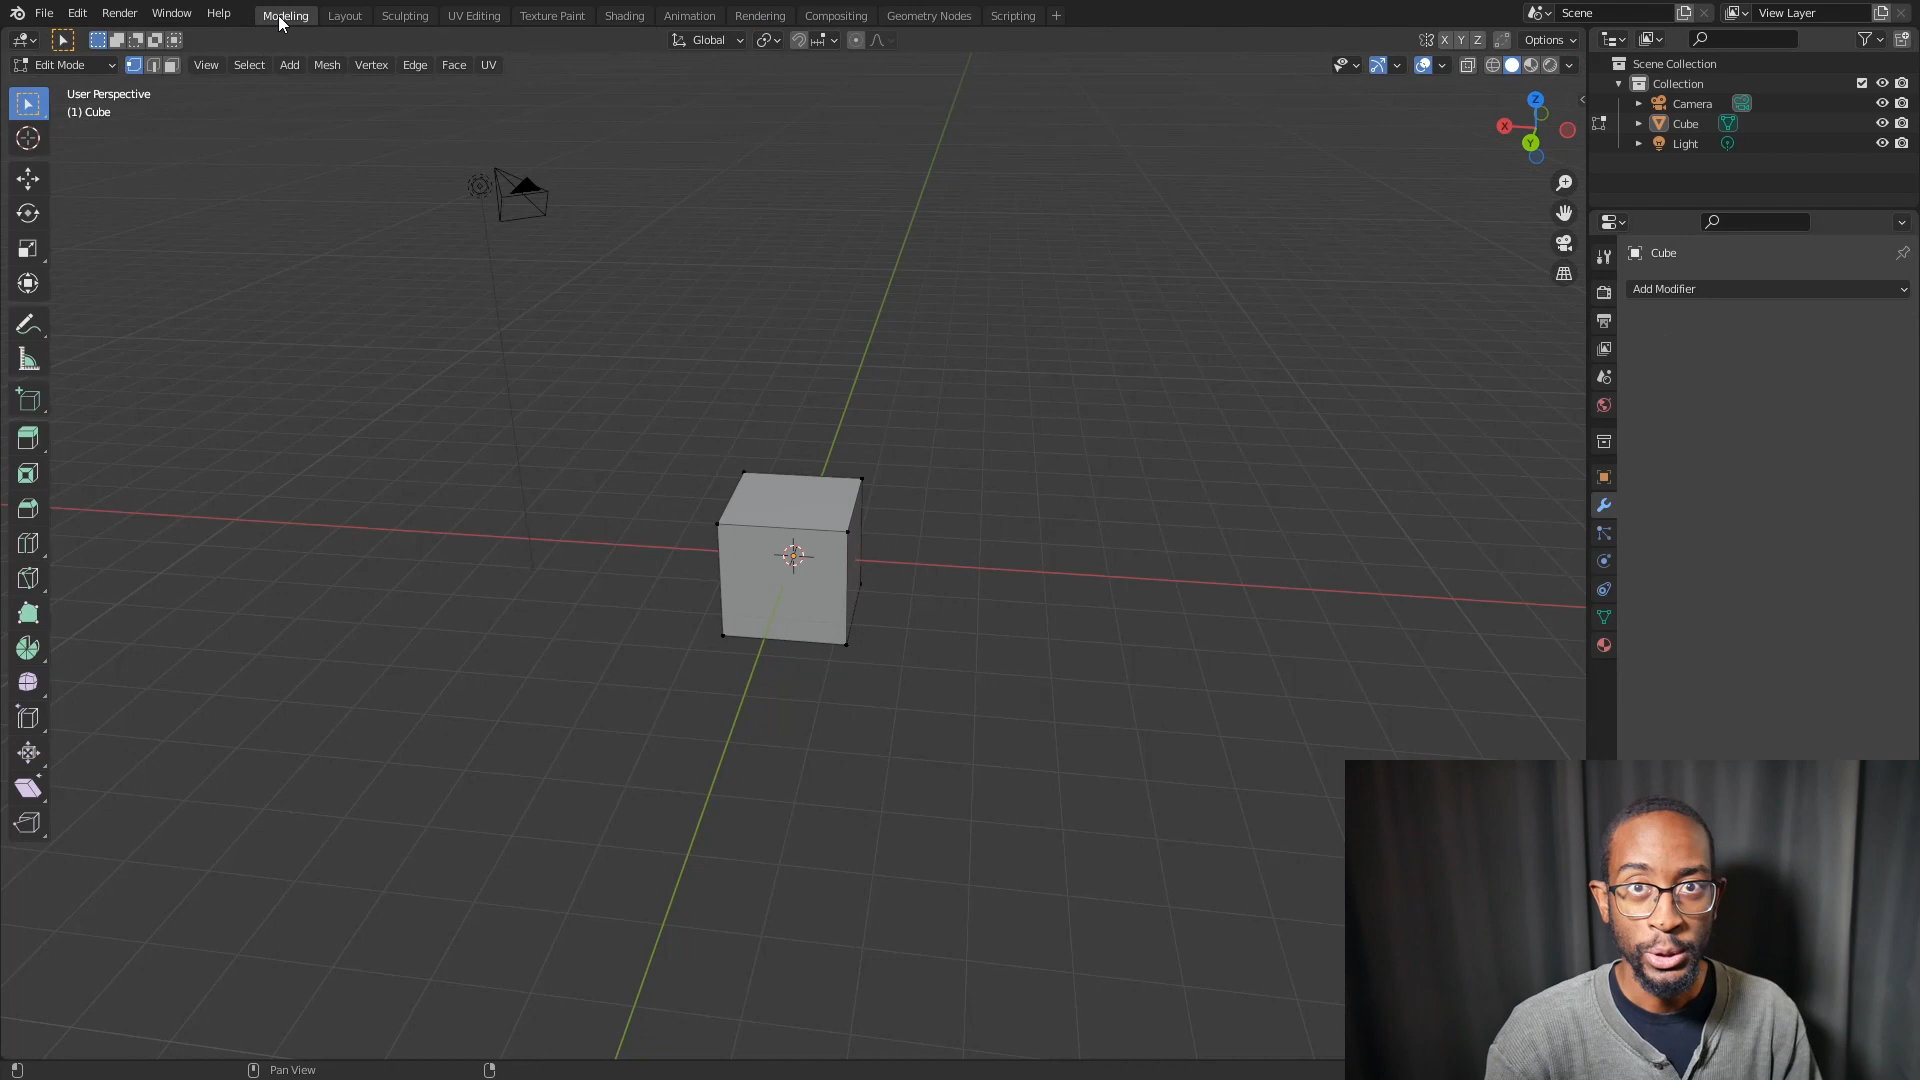 File Edit Render Window Help Modeling Layout Sculpting UV Editing Texture Paint Shading Animation Rendering Compositing Geometry Nodes Scripting + Scene View Layer
Global X Y Z Options
Edit Mode View Select Add Mesh Vertex Edge Face UV
Scene Collection
Collection
Camera
Cube
Light
User Perspective
(1) Cube
Z
X
Y
Cube
Add Modifier
Pan View